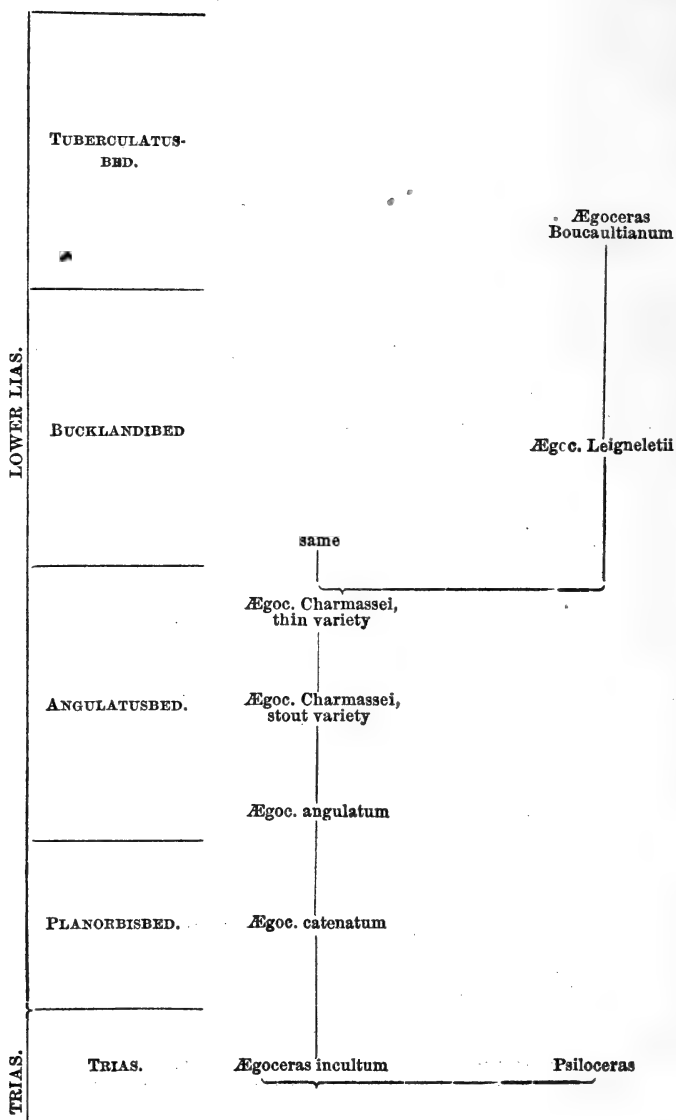 TUBERCULATUS-
BED.
Ægoceras
Boucaultianum
LOWER LIAS.
BUCKLANDIBED
Ægoc. Leigneletii
same
Ægoc. Charmassei,
thin variety
ANGULATUSBED.
Ægoc. Charmassei,
stout variety
Ægoc. angulatum
PLANORBISBED.
Ægoc. catenatum
TRIAS.
TRIAS.
Ægoceras incultum
Psiloceras